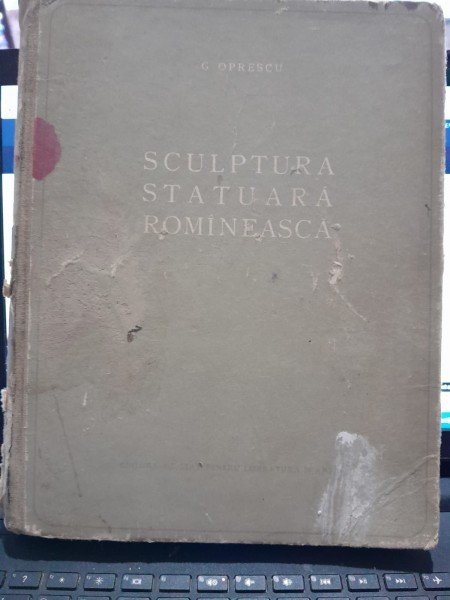 G. OPRESCU
SCULPTURA
STATUARĂ
ROMÎNEASCĂ